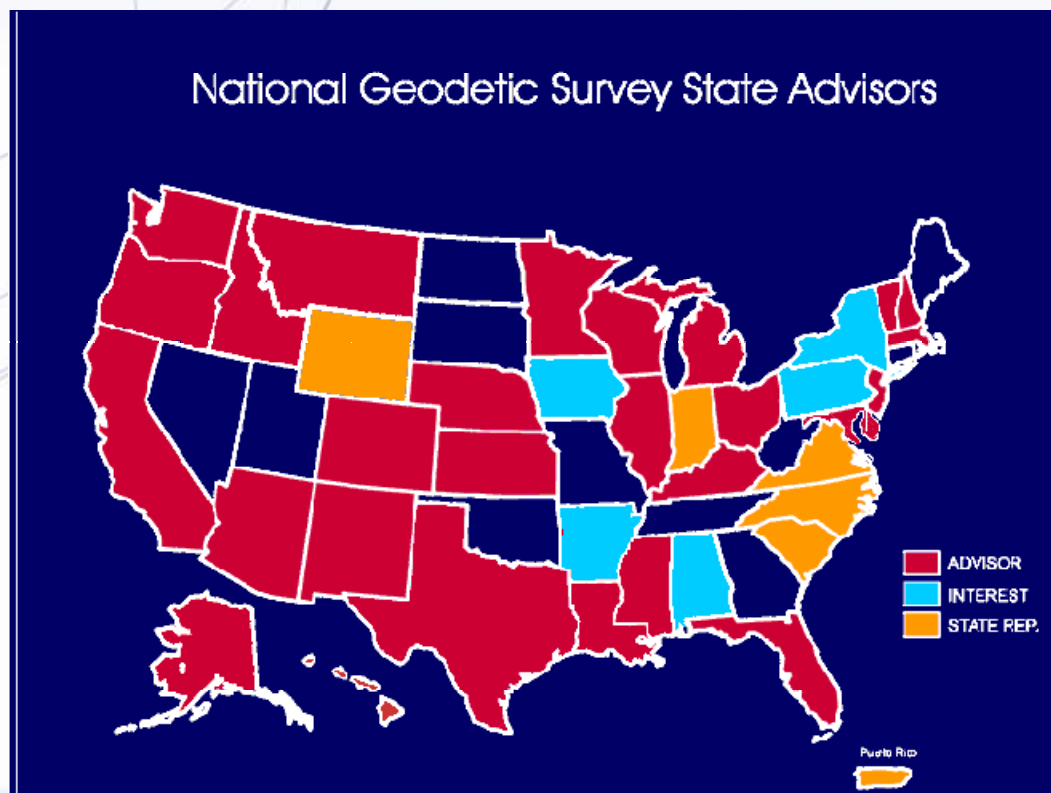 National Geodetic Survey State Advisors
ADVISOR
INTEREST
STATE REP.
Puerto Rico